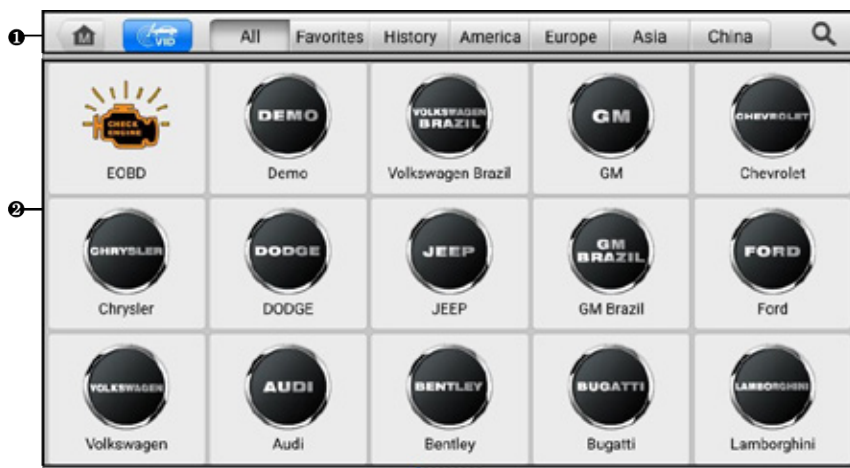 ❶
VID
All
Favorites
History
America
Europe
Asia
China
❷
CHECK
ENGINE
EOBD
DEMO
Demo
VOLKSWAGEN
BRAZIL
Volkswagen Brazil
GM
GM
CHEVROLET
Chevrolet
CHRYSLER
Chrysler
DODGE
DODGE
JEEP
JEEP
GM
BRAZIL
GM Brazil
FORD
Ford
VOLKSWAGEN
Volkswagen
AUDI
Audi
BENTLEY
Bentley
BUGATTI
Bugatti
LAMBORGHINI
Lamborghini